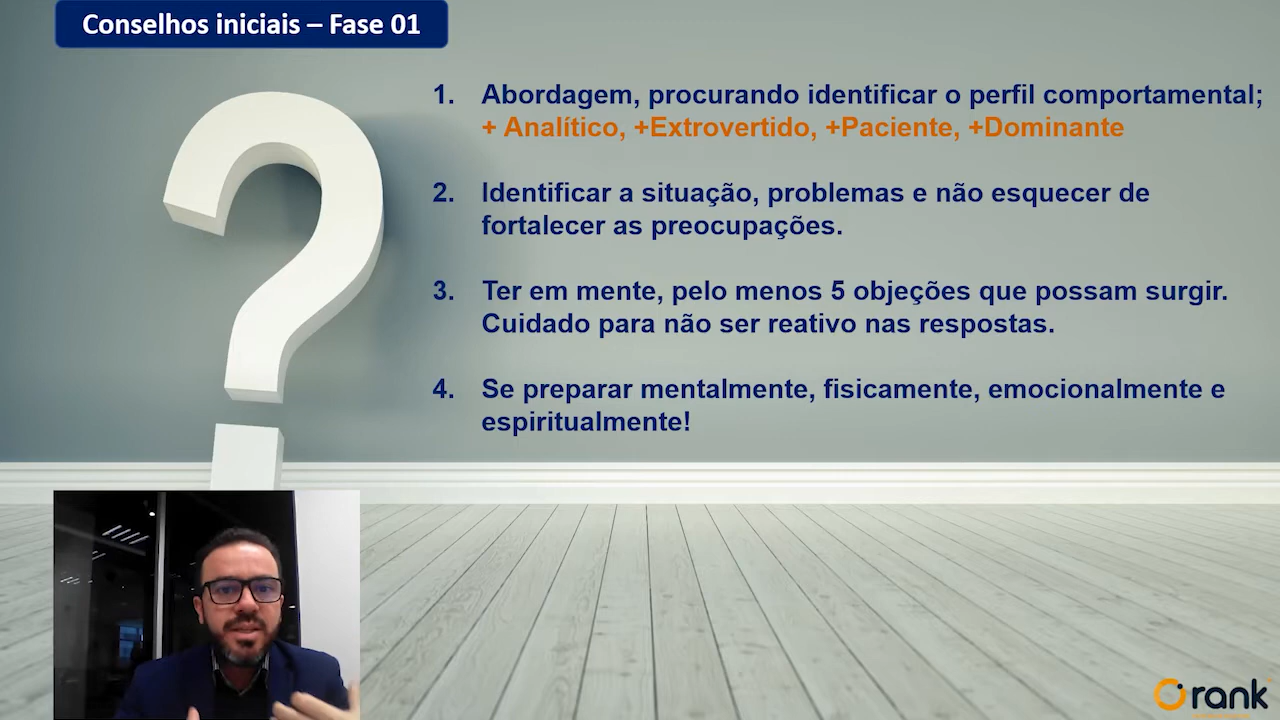 Conselhos iniciais – Fase 01
1. Abordagem, procurando identificar o perfil comportamental;
+ Analítico, +Extrovertido, +Paciente, +Dominante
2. Identificar a situação, problemas e não esquecer de
fortalecer as preocupações.
3. Ter em mente, pelo menos 5 objeções que possam surgir.
Cuidado para não ser reativo nas respostas.
4. Se preparar mentalmente, fisicamente, emocionalmente e
espiritualmente!
rank